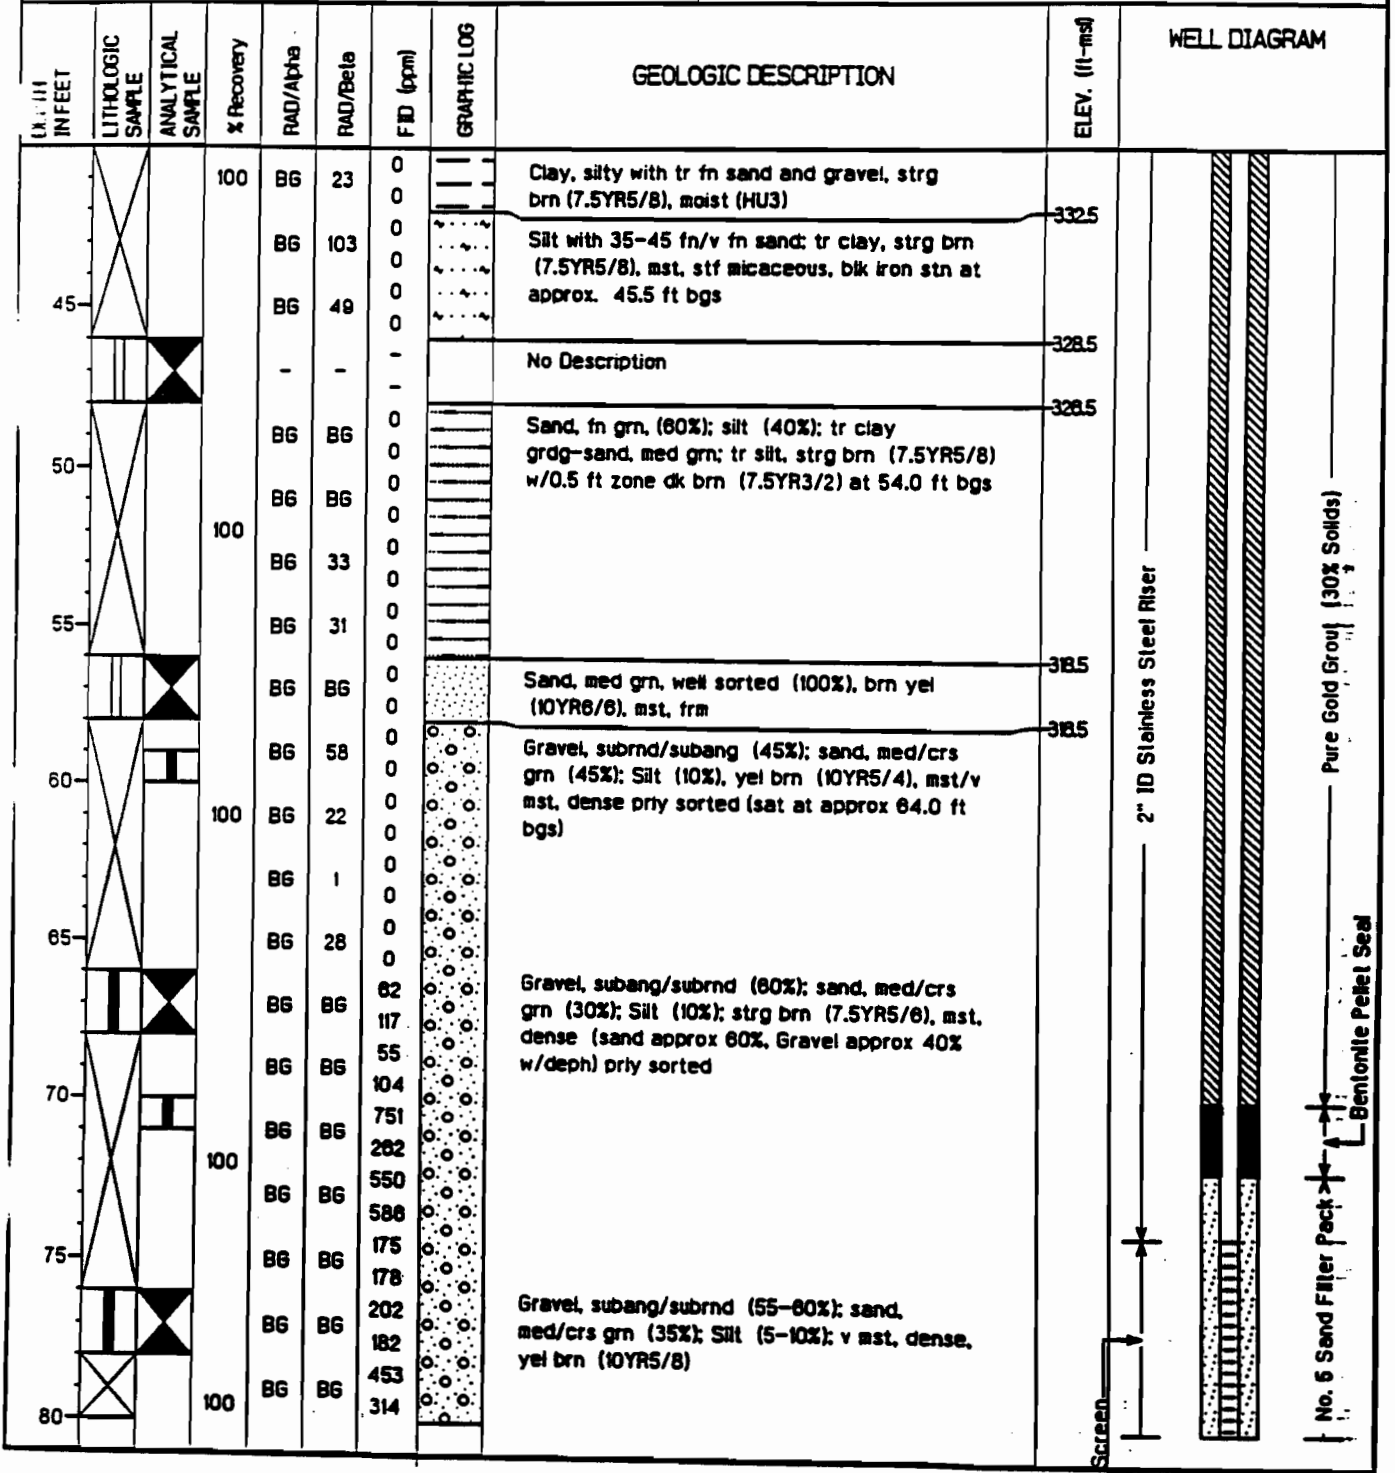 IN FEET
LITHOLOGIC SAMPLE
ANALYTICAL SAMPLE
% Recovery
RAD/Alpha
RAD/Beta
FID (ppm)
GRAPHIC LOG
GEOLOGIC DESCRIPTION
ELEV. (ft-msl)
WELL DIAGRAM
100 BG 23 0
0
Clay, silty with tr fn sand and gravel, strg
brn (7.5YR5/8), moist (HU3)
332.5
BG 103 0
0
BG 49 0
0
45
Silt with 35-45 fn/v fn sand; tr clay, strg brn
(7.5YR5/8), mst, stf micaceous, blk iron stn at
approx. 45.5 ft bgs
328.5
- - -
-
No Description
326.5
BG BG 0
0
50
BG BG 0
0
100
BG 33 0
0
BG 31 0
0
55
Sand, fn grn, (60%); silt (40%); tr clay
grdg-sand, med grn; tr silt, strg brn (7.5YR5/8)
w/0.5 ft zone dk brn (7.5YR3/2) at 54.0 ft bgs
318.5
BG BG 0
0
Sand, med grn, well sorted (100%), brn yel
(10YR6/6), mst, frm
BG 58 0
0
60
100 BG 22 0
0
BG 1 0
0
65
BG 28 0
0
Gravel, subrnd/subang (45%); sand, med/crs
grn (45%); Silt (10%), yel brn (10YR5/4), mst/v
mst, dense prly sorted (sat at approx 64.0 ft
bgs)
BG BG 62
117
BG BG 55
104
70
BG BG 751
262
100
BG BG 550
586
BG BG 175
178
75
Gravel, subang/subrnd (60%); sand, med/crs
grn (30%); Silt (10%); strg brn (7.5YR5/6), mst,
dense (sand approx 60%, Gravel approx 40%
w/deph) prly sorted
BG BG 202
182
100 BG BG 453
314
80
Gravel, subang/subrnd (55-60%); sand,
med/crs grn (35%); Silt (5-10%); v mst, dense,
yel brn (10YR5/8)
2" ID Stainless Steel Riser
Screen
Pure Gold Grout (30% Solids)
Bentonite Pellet Seal
No. 5 Sand Filter Pack